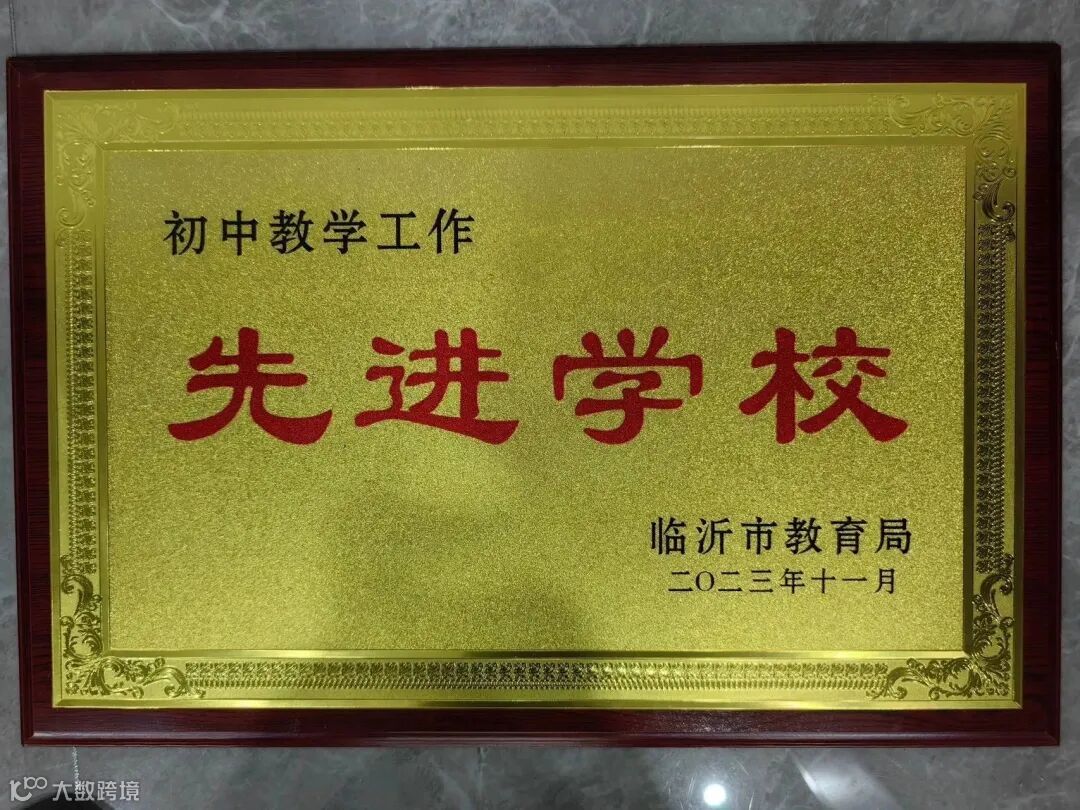 初中教学工作
先进学校
临沂市教育局
二〇二三年十一月
大数跨境